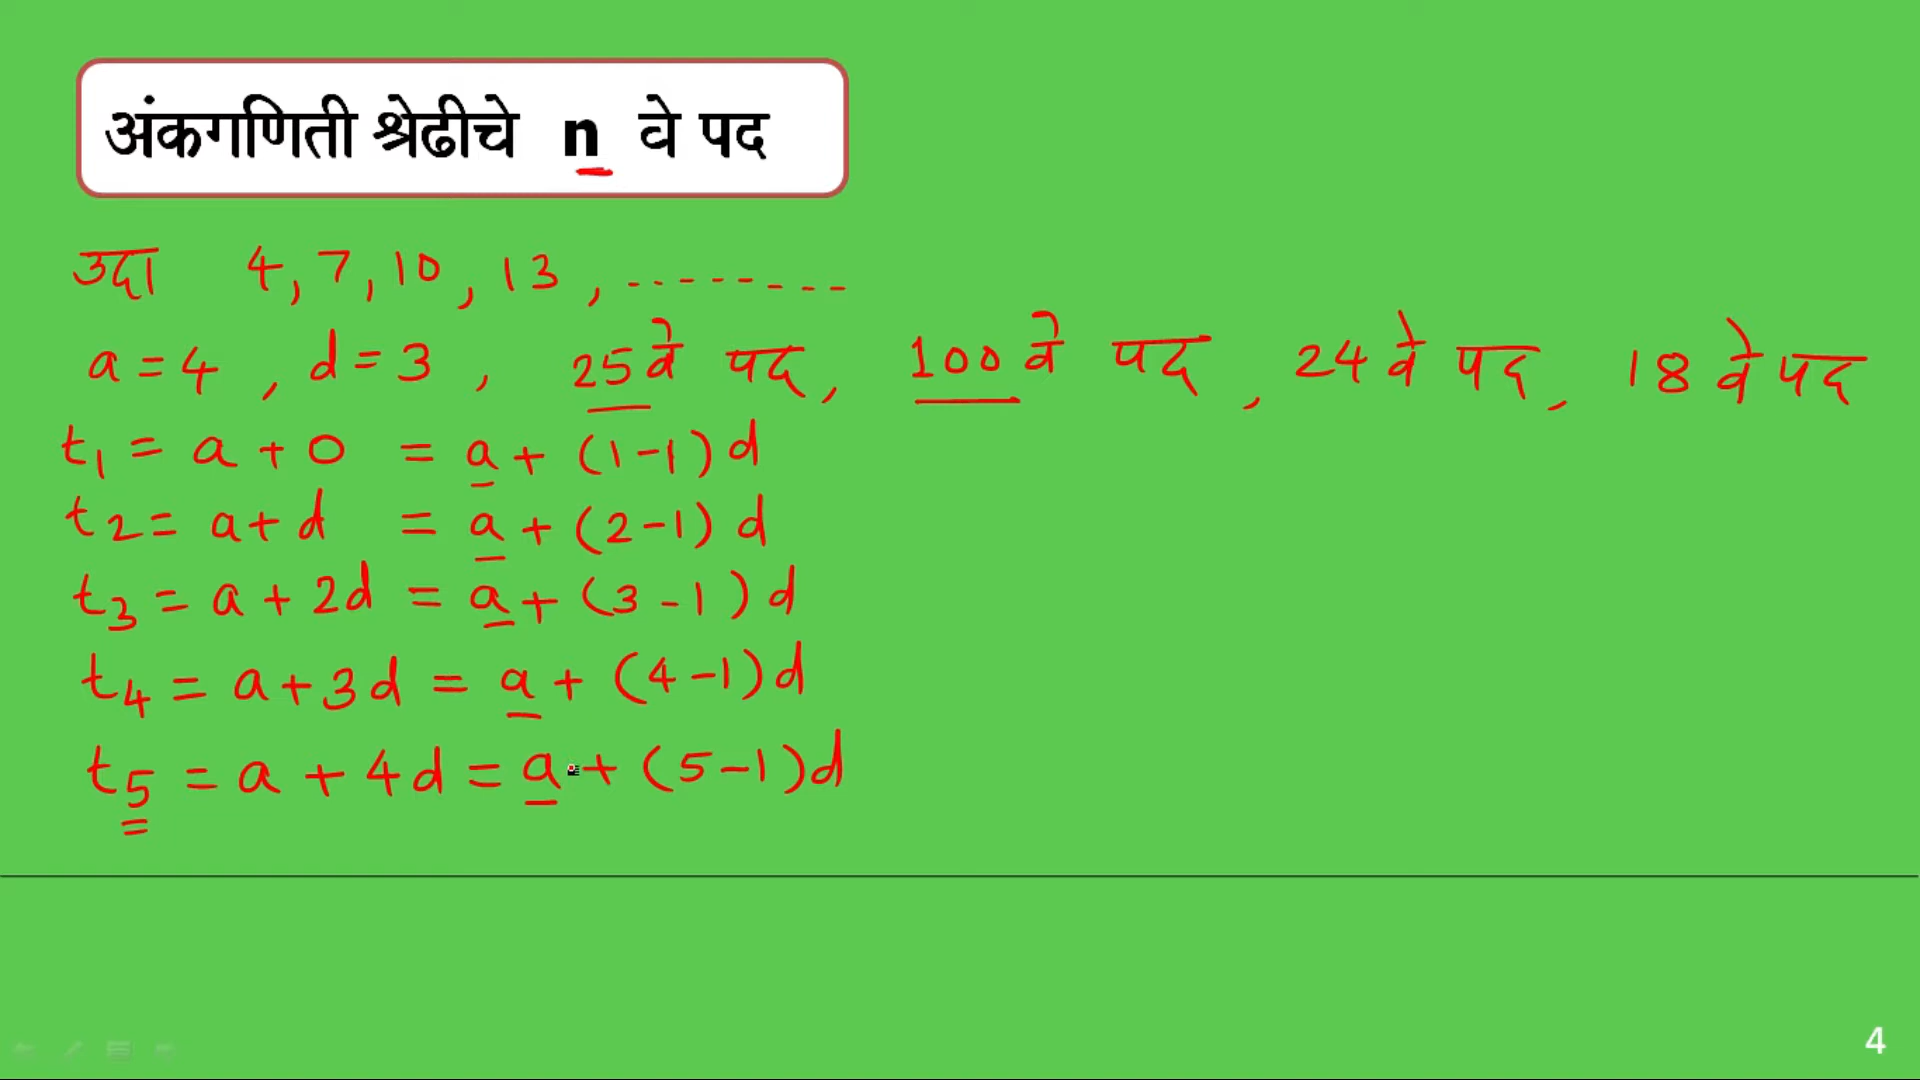 अंकगणिती श्रेढीचे n वे पद
उदा 4, 7, 10, 13, --------
a = 4, d = 3, 25 वे पद, 100 वे पद, 24 वे पद, 18 वे पद
t1 = a + 0 = a + (1-1) d
t2 = a + d = a + (2-1) d
t3 = a + 2d = a + (3-1) d
t4 = a + 3d = a + (4-1) d
t5 = a + 4d = a + (5-1) d
4